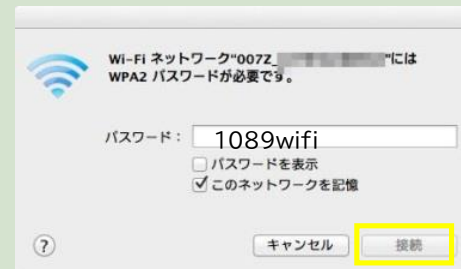 Wi-Fi ネットワーク"007Z_ "には
WPA2 パスワードが必要です。
パスワード： 1089wifi
パスワードを表示
このネットワークを記憶
? キャンセル 接続